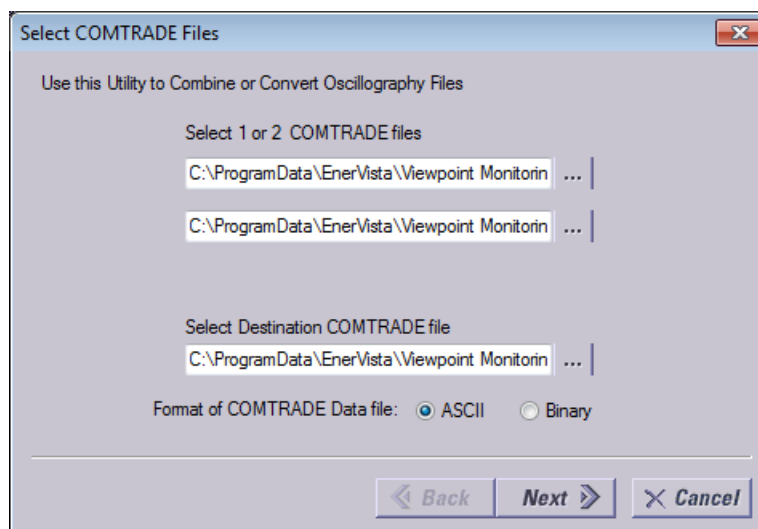 Select COMTRADE Files
Use this Utility to Combine or Convert Oscillography Files
Select 1 or 2 COMTRADE files
C:\ProgramData\EnerVista\Viewpoint Monitorin ...
C:\ProgramData\EnerVista\Viewpoint Monitorin ...
Select Destination COMTRADE file
C:\ProgramData\EnerVista\Viewpoint Monitorin ...
Format of COMTRADE Data file: ASCII Binary
Back Next Cancel